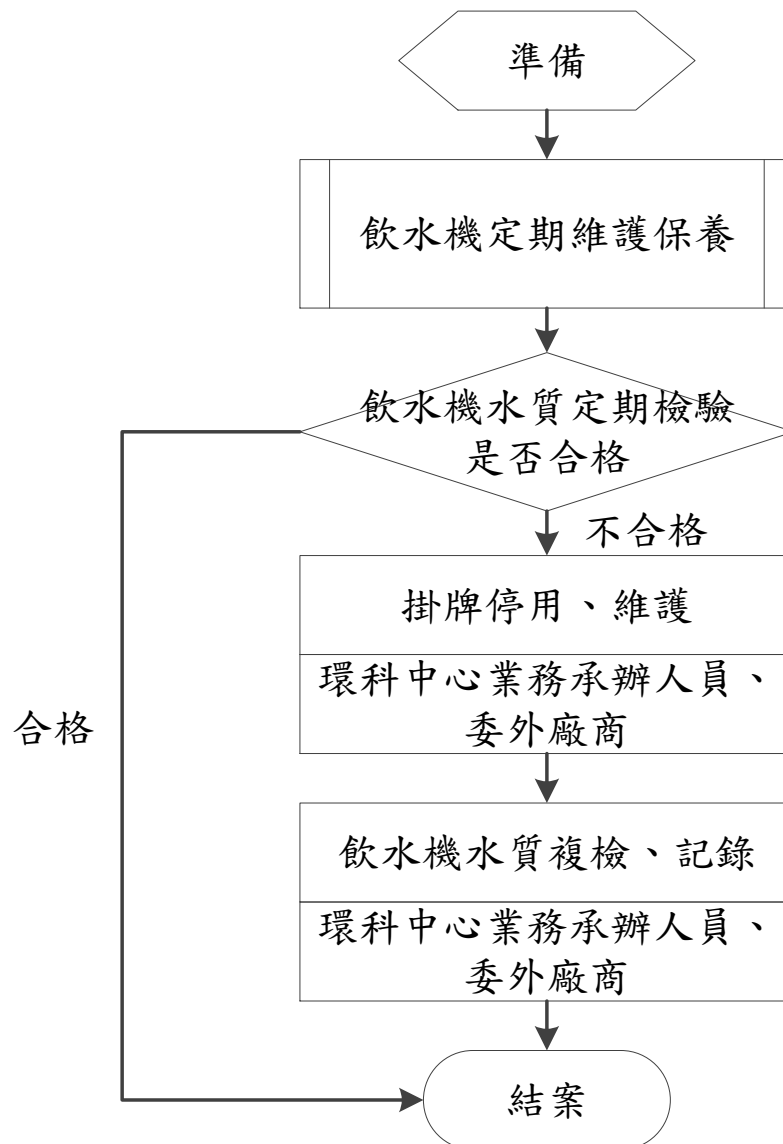 準備
飲水機定期維護保養
飲水機水質定期檢驗
是否合格
不合格
掛牌停用、維護
環科中心業務承辦人員、
委外廠商
合格
飲水機水質複檢、記錄
環科中心業務承辦人員、
委外廠商
結案